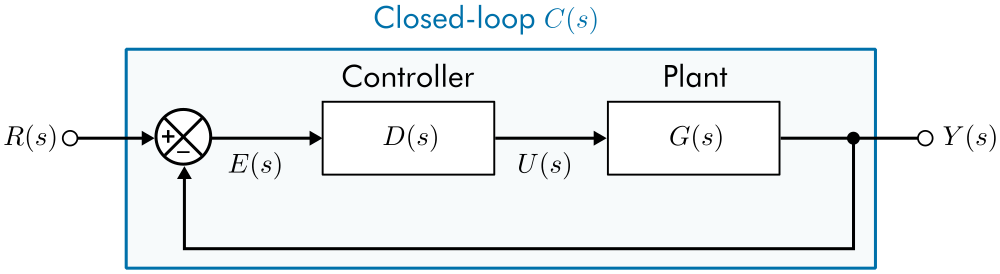 Closed-loop C(s)
Controller
Plant
R(s)
+
−
E(s)
D(s)
U(s)
G(s)
Y(s)